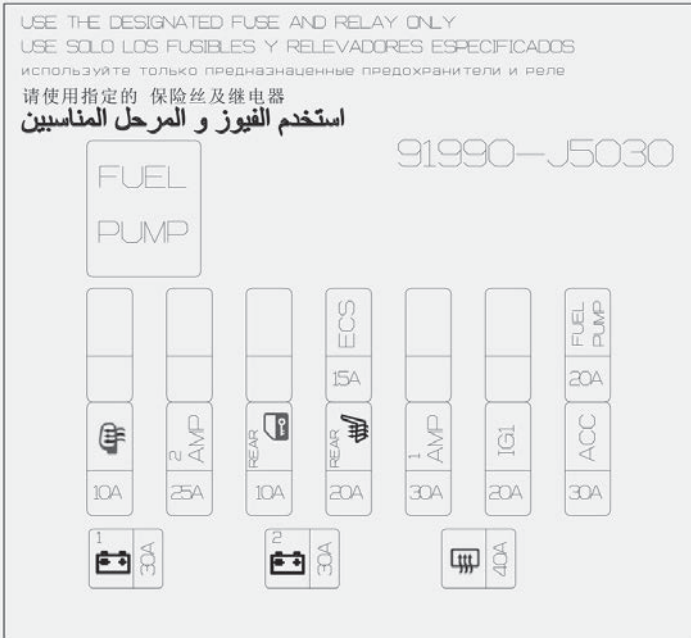 USE THE DESIGNATED FUSE AND RELAY ONLY
USE SOLO LOS FUSIBLES Y RELEVADORES ESPECIFICADOS
используйте только предназнаценные предохранители и реле
请使用指定的 保险丝及继电器
استخدم الفيوز و المرحل المناسبين
91990-J5030
FUEL
PUMP
ECS
FUEL
PUMP
15A
20A
2
AMP
REAR
REAR
1
AMP
IG1
ACC
10A
25A
10A
20A
30A
20A
30A
1
30A
2
30A
40A